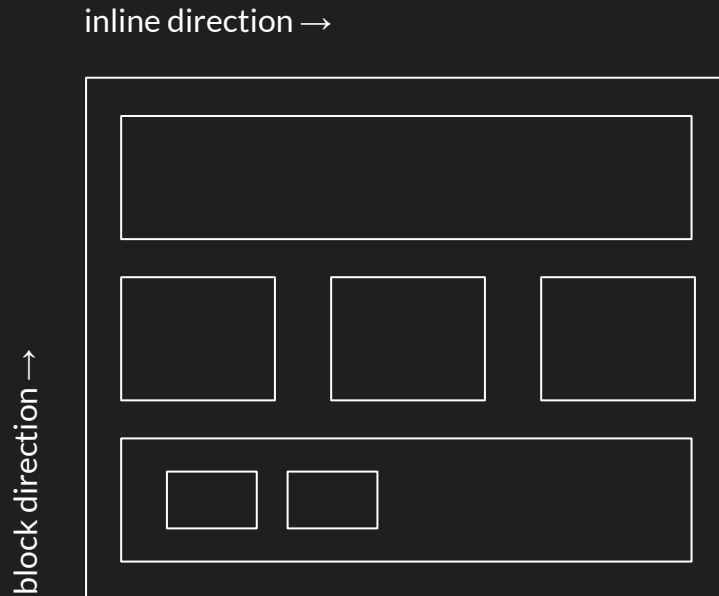 inline direction →
block direction →